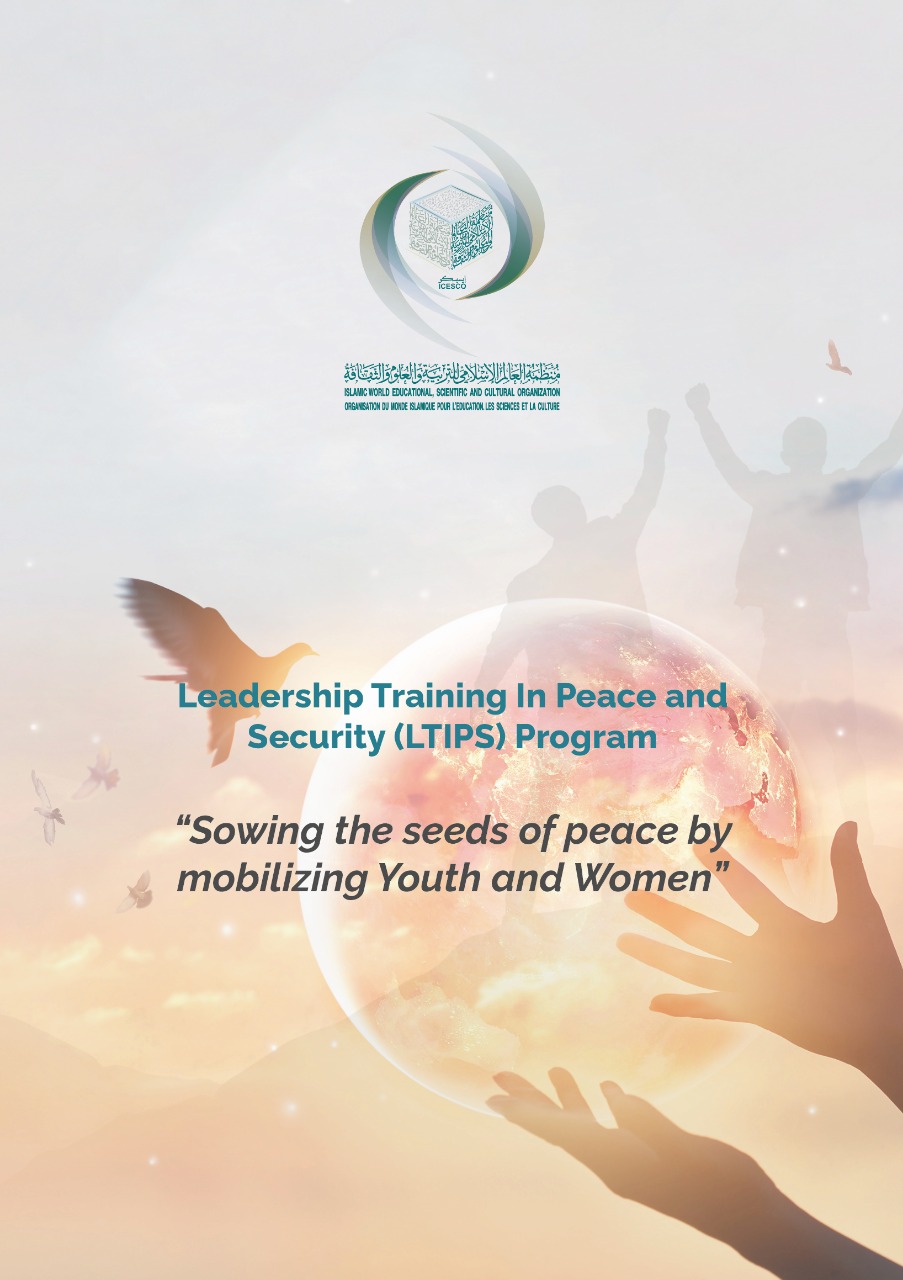 ايسيسكو
ICESCO
منظمة العالم الإسلامي للتربية والعلوم والثقافة
ISLAMIC WORLD EDUCATIONAL, SCIENTIFIC AND CULTURAL ORGANIZATION
ORGANISATION DU MONDE ISLAMIQUE POUR L'EDUCATION, LES SCIENCES ET LA CULTURE
Leadership Training In Peace and
Security (LTIPS) Program
“Sowing the seeds of peace by
mobilizing Youth and Women”